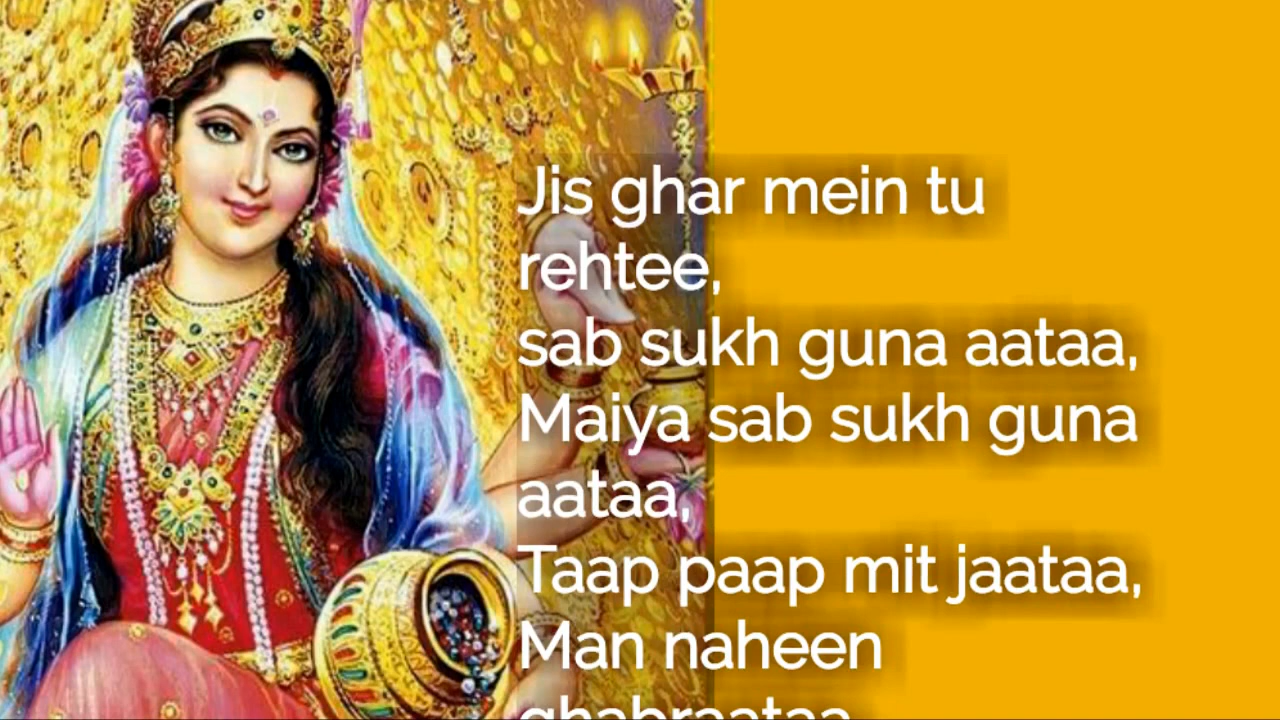 Jis ghar mein tu
rehtee,
sab sukh guna aataa,
Maiya sab sukh guna
aataa,
Taap paap mit jaataa,
Man naheen
ghabraataa